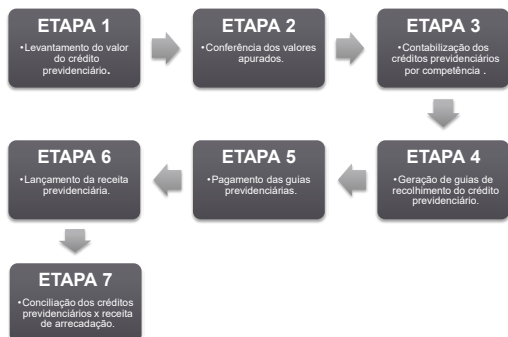 ETAPA 1
•Levantamento do valor
do crédito
previdenciário.
ETAPA 2
•Conferência dos valores
apurados.
ETAPA 3
•Contabilização dos
créditos previdenciários
por competência .
ETAPA 4
•Geração de guias de
recolhimento do crédito
previdenciário.
ETAPA 5
•Pagamento das guias
previdenciárias.
ETAPA 6
•Lançamento da receita
previdenciária.
ETAPA 7
•Conciliação dos créditos
previdenciários x receita
de arrecadação.